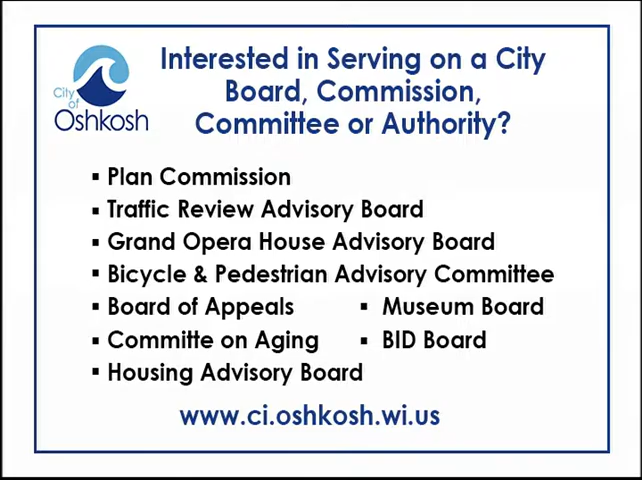 City
of
Oshkosh
Interested in Serving on a City
Board, Commission,
Committee or Authority?
▪ Plan Commission
▪ Traffic Review Advisory Board
▪ Grand Opera House Advisory Board
▪ Bicycle & Pedestrian Advisory Committee
▪ Board of Appeals ▪ Museum Board
▪ Committe on Aging ▪ BID Board
▪ Housing Advisory Board
www.ci.oshkosh.wi.us